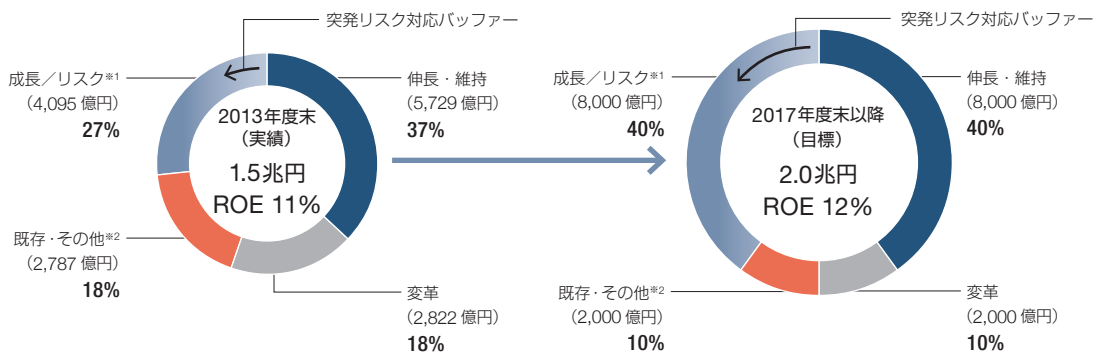 突発リスク対応バッファー
成長／リスク※1
（4,095 億円）
27%
伸長・維持
（5,729 億円）
37%
2013年度末
（実績）
1.5兆円
ROE 11%
既存・その他※2
（2,787 億円）
18%
変革
（2,822 億円）
18%
突発リスク対応バッファー
成長／リスク※1
（8,000 億円）
40%
伸長・維持
（8,000 億円）
40%
2017年度末以降
（目標）
2.0兆円
ROE 12%
既存・その他※2
（2,000 億円）
10%
変革
（2,000 億円）
10%